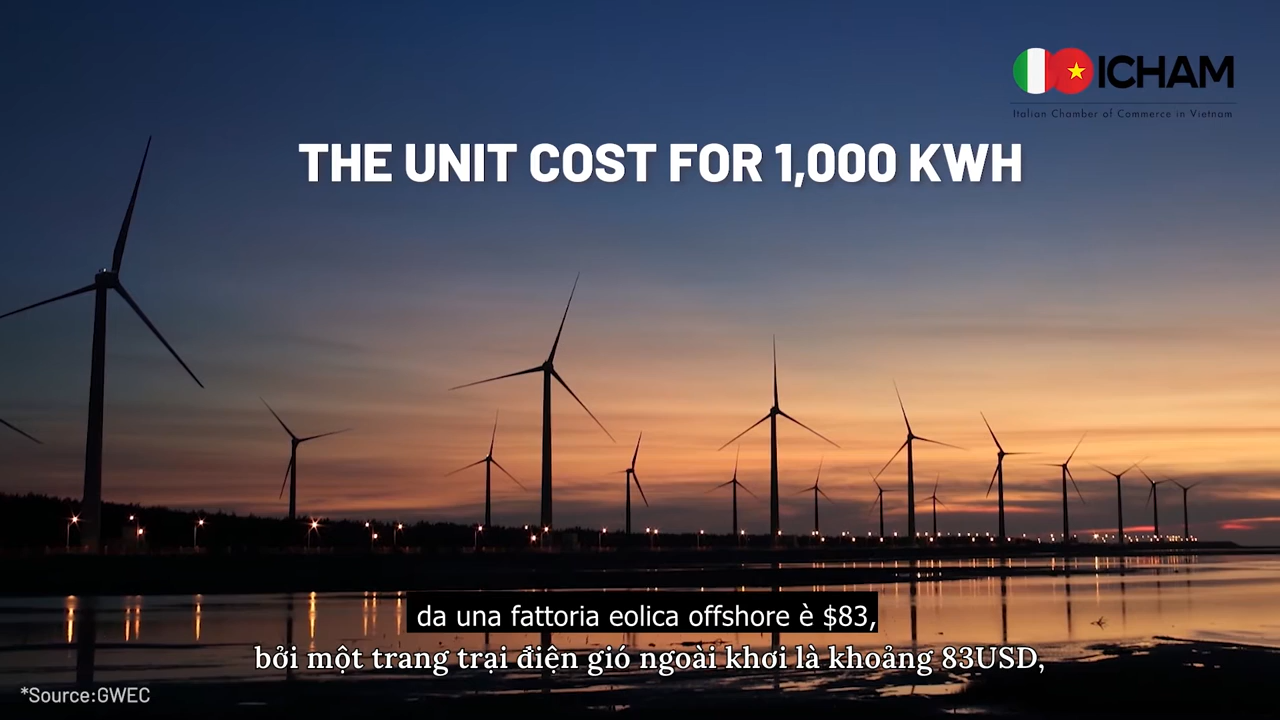 ICHAM
Italian Chamber of Commerce in Vietnam
THE UNIT COST FOR 1,000 KWH
da una fattoria eolica offshore è $83,
bởi một trang trại điện gió ngoài khơi là khoảng 83USD,
*Source:GWEC